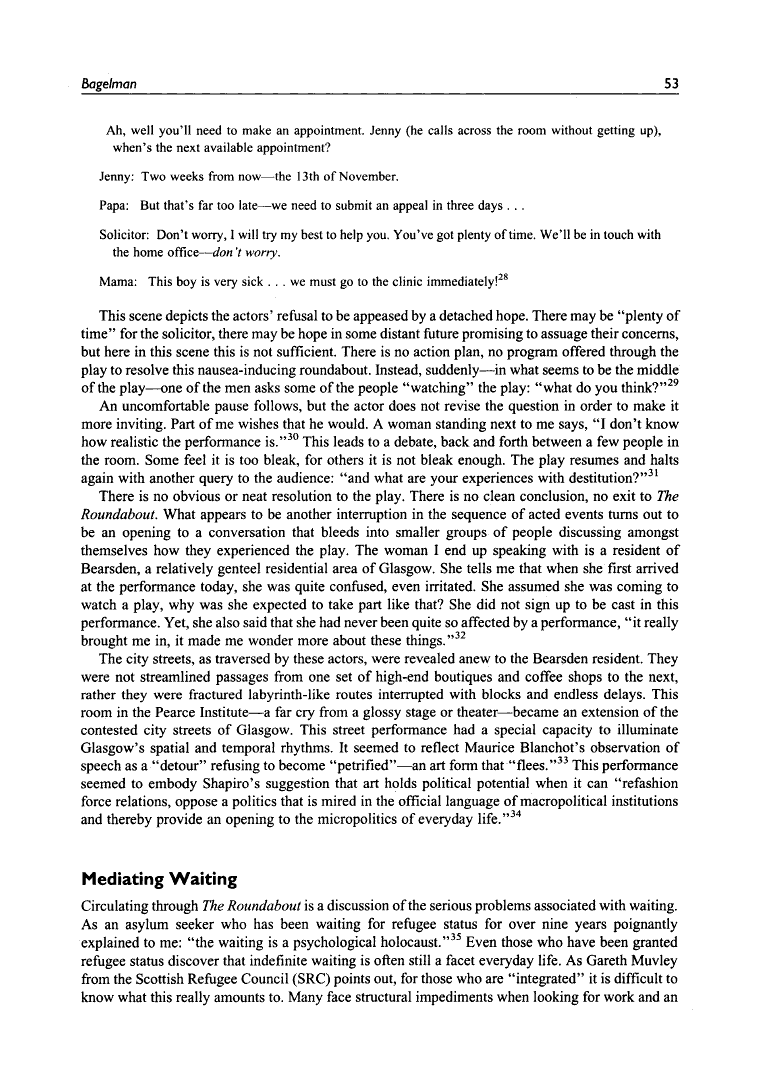 Bagelman 53
Ah, well you'll need to make an appointment. Jenny (he calls across the room without getting up),
when's the next available appointment?
Jenny: Two weeks from now—the 13th of November.
Papa: But that's far too late—we need to submit an appeal in three days . . .
Solicitor: Don't worry, I will try my best to help you. You've got plenty of time. We'll be in touch with
the home office—don't worry.
Mama: This boy is very sick . . . we must go to the clinic immediately!28
This scene depicts the actors' refusal to be appeased by a detached hope. There may be “plenty of
time” for the solicitor, there may be hope in some distant future promising to assuage their concerns,
but here in this scene this is not sufficient. There is no action plan, no program offered through the
play to resolve this nausea-inducing roundabout. Instead, suddenly—in what seems to be the middle
of the play—one of the men asks some of the people “watching” the play: “what do you think?”29
An uncomfortable pause follows, but the actor does not revise the question in order to make it
more inviting. Part of me wishes that he would. A woman standing next to me says, “I don't know
how realistic the performance is.”30 This leads to a debate, back and forth between a few people in
the room. Some feel it is too bleak, for others it is not bleak enough. The play resumes and halts
again with another query to the audience: “and what are your experiences with destitution?”31
There is no obvious or neat resolution to the play. There is no clean conclusion, no exit to The
Roundabout. What appears to be another interruption in the sequence of acted events turns out to
be an opening to a conversation that bleeds into smaller groups of people discussing amongst
themselves how they experienced the play. The woman I end up speaking with is a resident of
Bearsden, a relatively genteel residential area of Glasgow. She tells me that when she first arrived
at the performance today, she was quite confused, even irritated. She assumed she was coming to
watch a play, why was she expected to take part like that? She did not sign up to be cast in this
performance. Yet, she also said that she had never been quite so affected by a performance, “it really
brought me in, it made me wonder more about these things.”32
The city streets, as traversed by these actors, were revealed anew to the Bearsden resident. They
were not streamlined passages from one set of high-end boutiques and coffee shops to the next,
rather they were fractured labyrinth-like routes interrupted with blocks and endless delays. This
room in the Pearce Institute—a far cry from a glossy stage or theater—became an extension of the
contested city streets of Glasgow. This street performance had a special capacity to illuminate
Glasgow's spatial and temporal rhythms. It seemed to reflect Maurice Blanchot's observation of
speech as a “detour” refusing to become “petrified”—an art form that “flees.”33 This performance
seemed to embody Shapiro's suggestion that art holds political potential when it can “refashion
force relations, oppose a politics that is mired in the official language of macropolitical institutions
and thereby provide an opening to the micropolitics of everyday life.”34
Mediating Waiting
Circulating through The Roundabout is a discussion of the serious problems associated with waiting.
As an asylum seeker who has been waiting for refugee status for over nine years poignantly
explained to me: “the waiting is a psychological holocaust.”35 Even those who have been granted
refugee status discover that indefinite waiting is often still a facet everyday life. As Gareth Muvley
from the Scottish Refugee Council (SRC) points out, for those who are “integrated” it is difficult to
know what this really amounts to. Many face structural impediments when looking for work and an